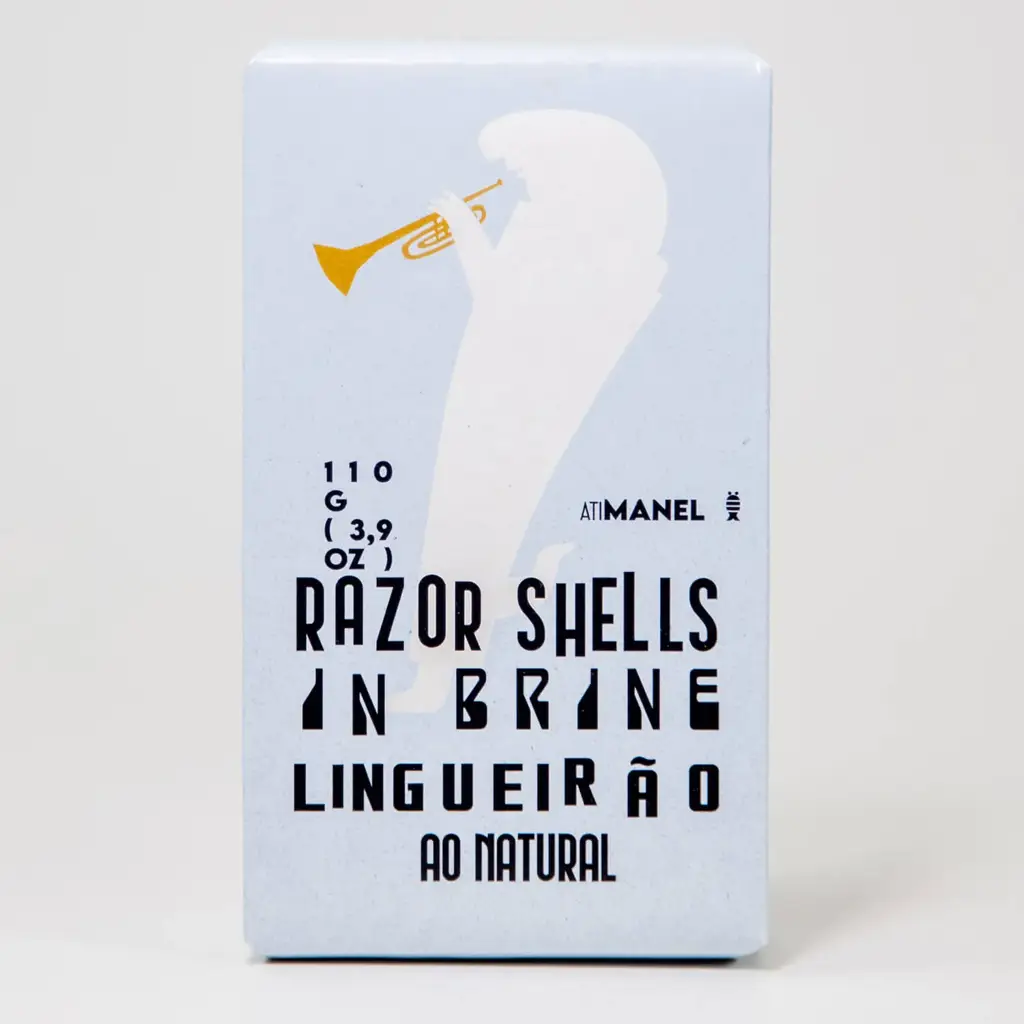 110
G
( 3,9
OZ )
ATIMANEL
RAZOR SHELLS
IN BRINE
LINGUEIRÃO
AO NATURAL